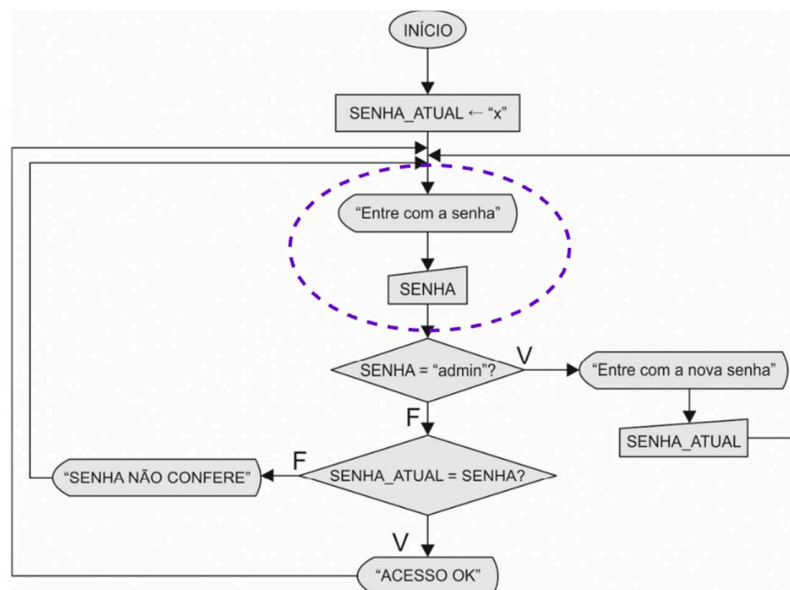 INÍCIO
SENHA_ATUAL ← “x”
“Entre com a senha”
SENHA
SENHA = “admin”?
V
“Entre com a nova senha”
F
SENHA_ATUAL
“SENHA NÃO CONFERE”
F
SENHA_ATUAL = SENHA?
V
“ACESSO OK”